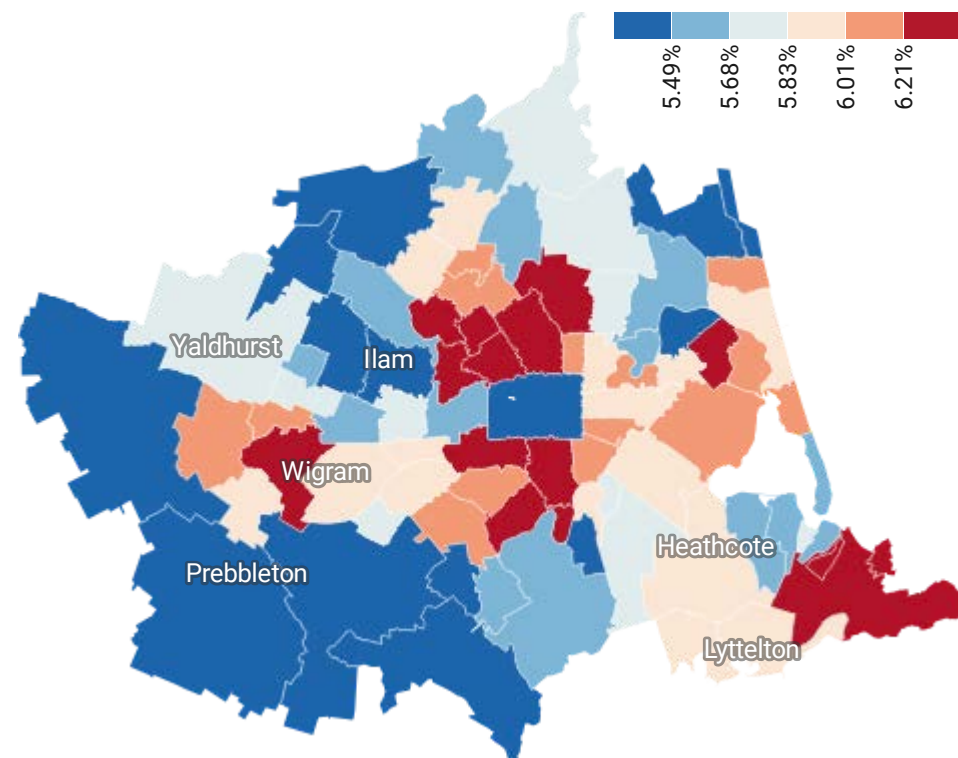 5.49%
5.68%
5.83%
6.01%
6.21%
Yaldhurst
Ilam
Wigram
Heathcote
Prebbleton
Lyttelton